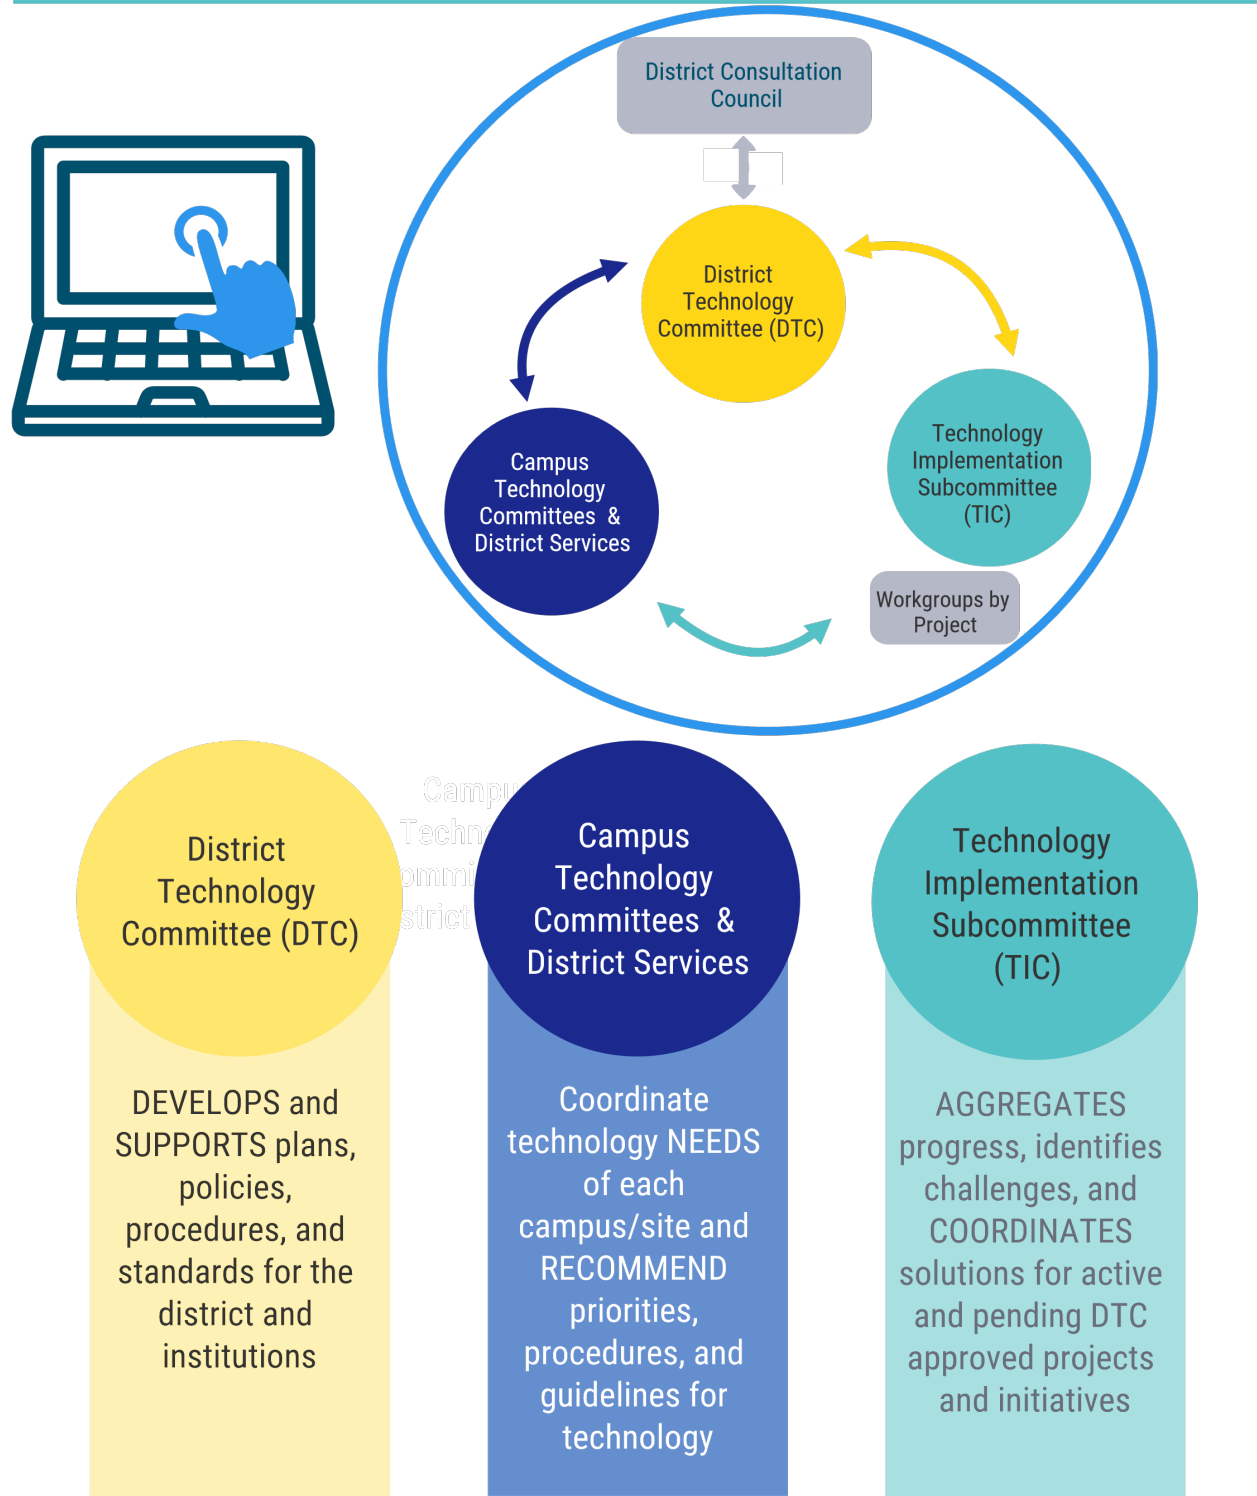 District Consultation
Council
District
Technology
Committee (DTC)
Campus
Technology
Committees & 
District Services
Technology
Implementation
Subcommittee
(TIC)
Workgroups by
Project
District
Technology
Committee (DTC)
DEVELOPS and
SUPPORTS plans,
policies,
procedures, and
standards for the
district and
institutions
Campus
Technology
Committees &
District Services
Coordinate
technology NEEDS
of each
campus/site and
RECOMMEND
priorities,
procedures, and
guidelines for
technology
Technology
Implementation
Subcommittee
(TIC)
AGGREGATES
progress, identifies
challenges, and
COORDINATES
solutions for active
and pending DTC
approved projects
and initiatives